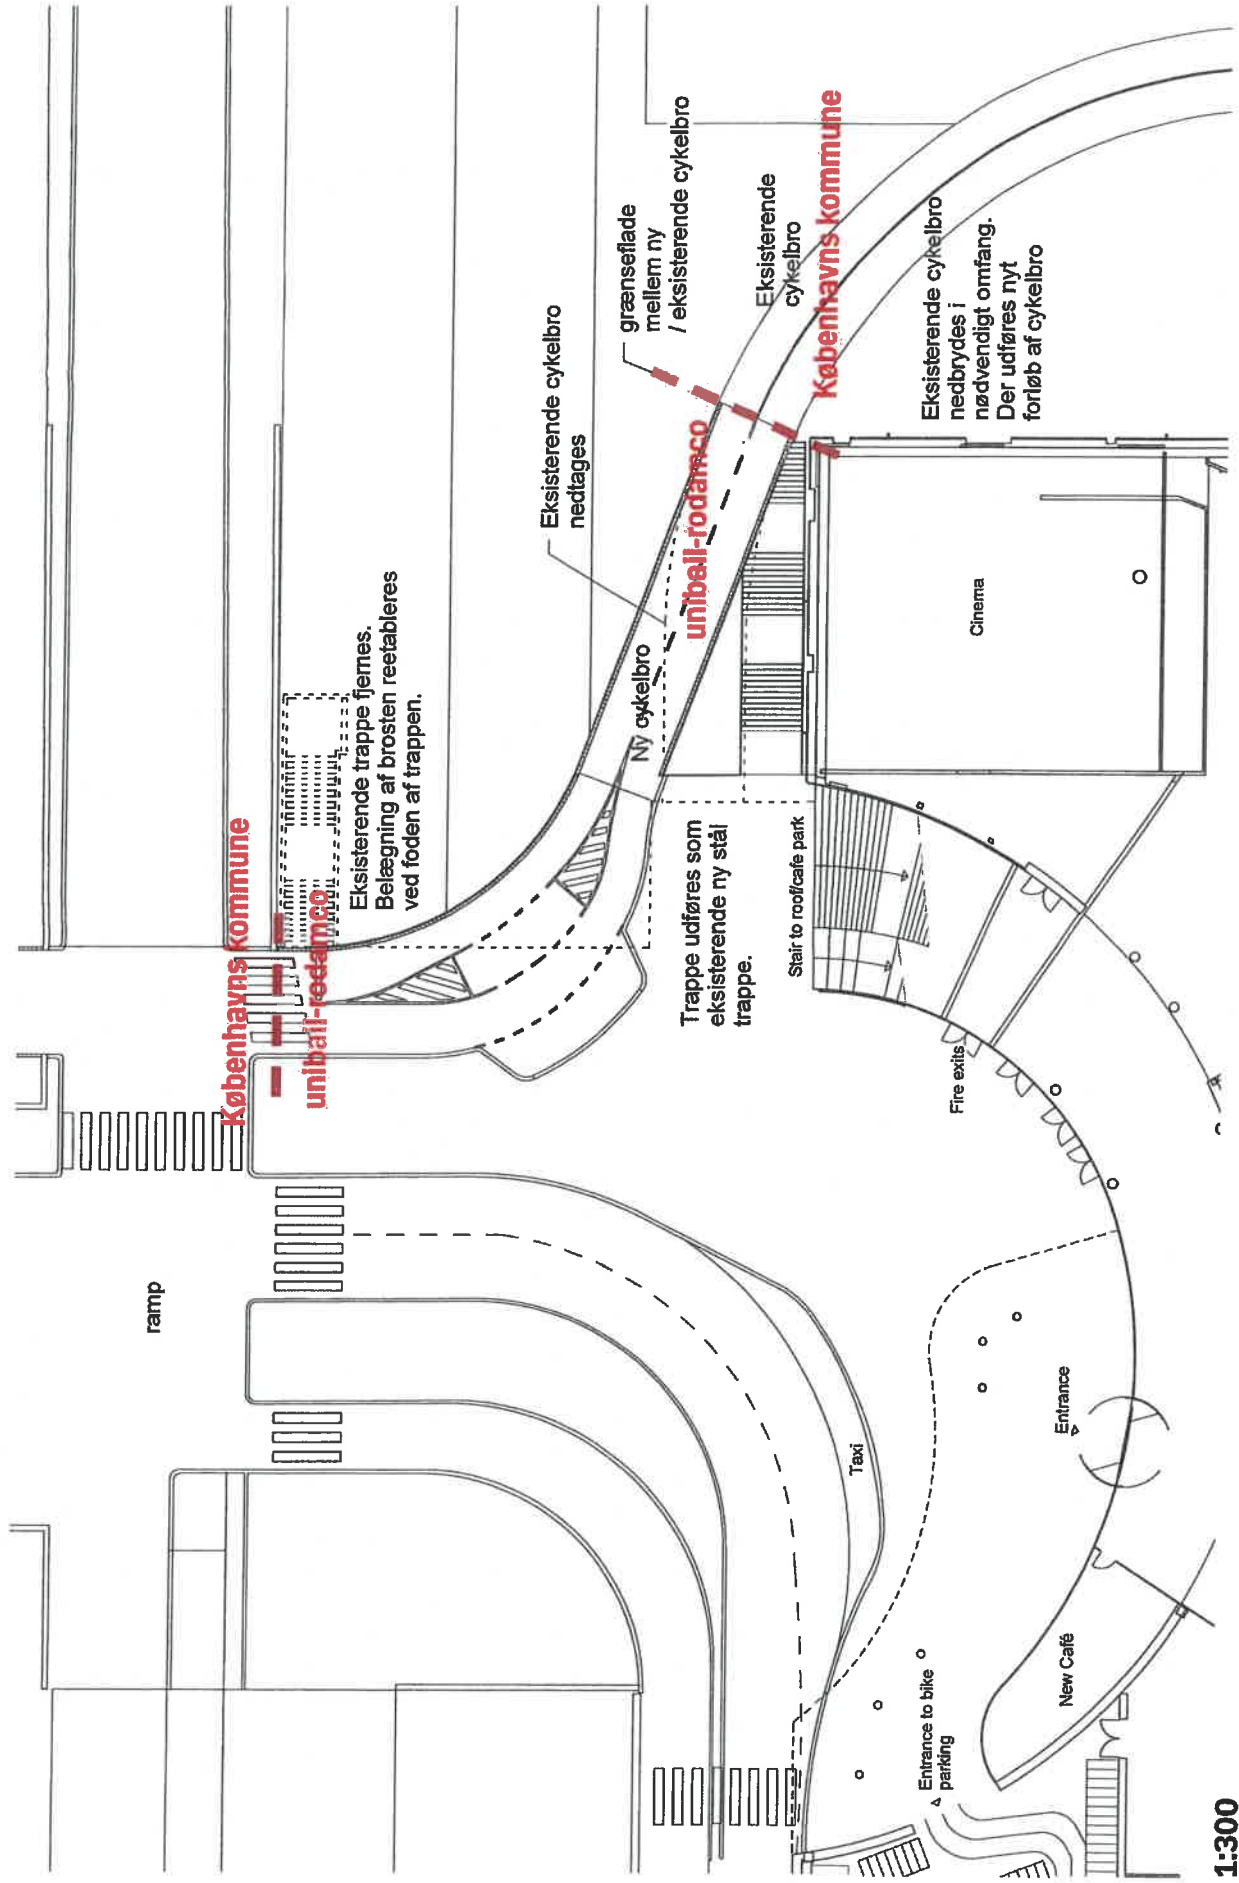 ramp
Københavns kommune
uniball-rodamco
Eksisterende trappe fjernes.
Belægning af brosten reetableres
ved foden af trappen.
Eksisterende cykelbro
nedtages
grænseflade
mellem ny
/ eksisterende cykelbro
Ny cykelbro
uniball-rodamco
Eksisterende
cykelbro
Københavns kommune
Eksisterende cykelbro
nedbrydes i
nødvendigt omfang.
Der udføres nyt
forløb af cykelbro
Trappe udføres som
eksisterende ny stål
trappe.
Stair to roof/cafe park
Cinema
Fire exits
Taxi
Entrance
Entrance to bike
parking
New Café
1:300